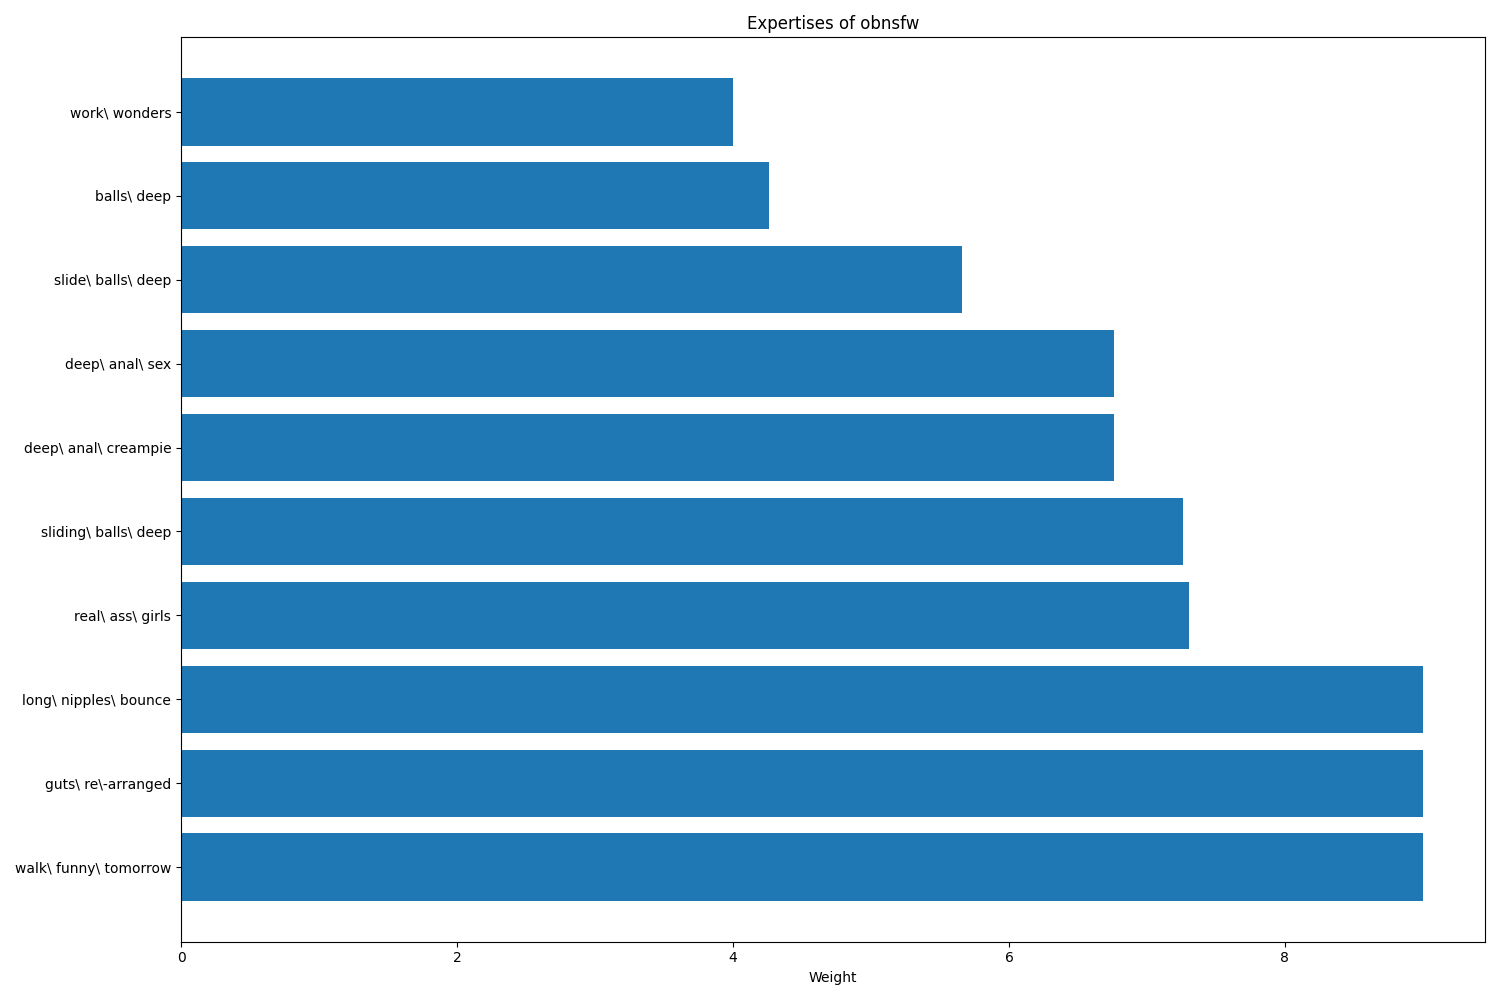 Expertises of obnsfw
work\ wonders
balls\ deep
slide\ balls\ deep
deep\ anal\ sex
deep\ anal\ creampie
sliding\ balls\ deep
real\ ass\ girls
long\ nipples\ bounce
guts\ re\-arranged
walk\ funny\ tomorrow
0 2 4 6 8
Weight